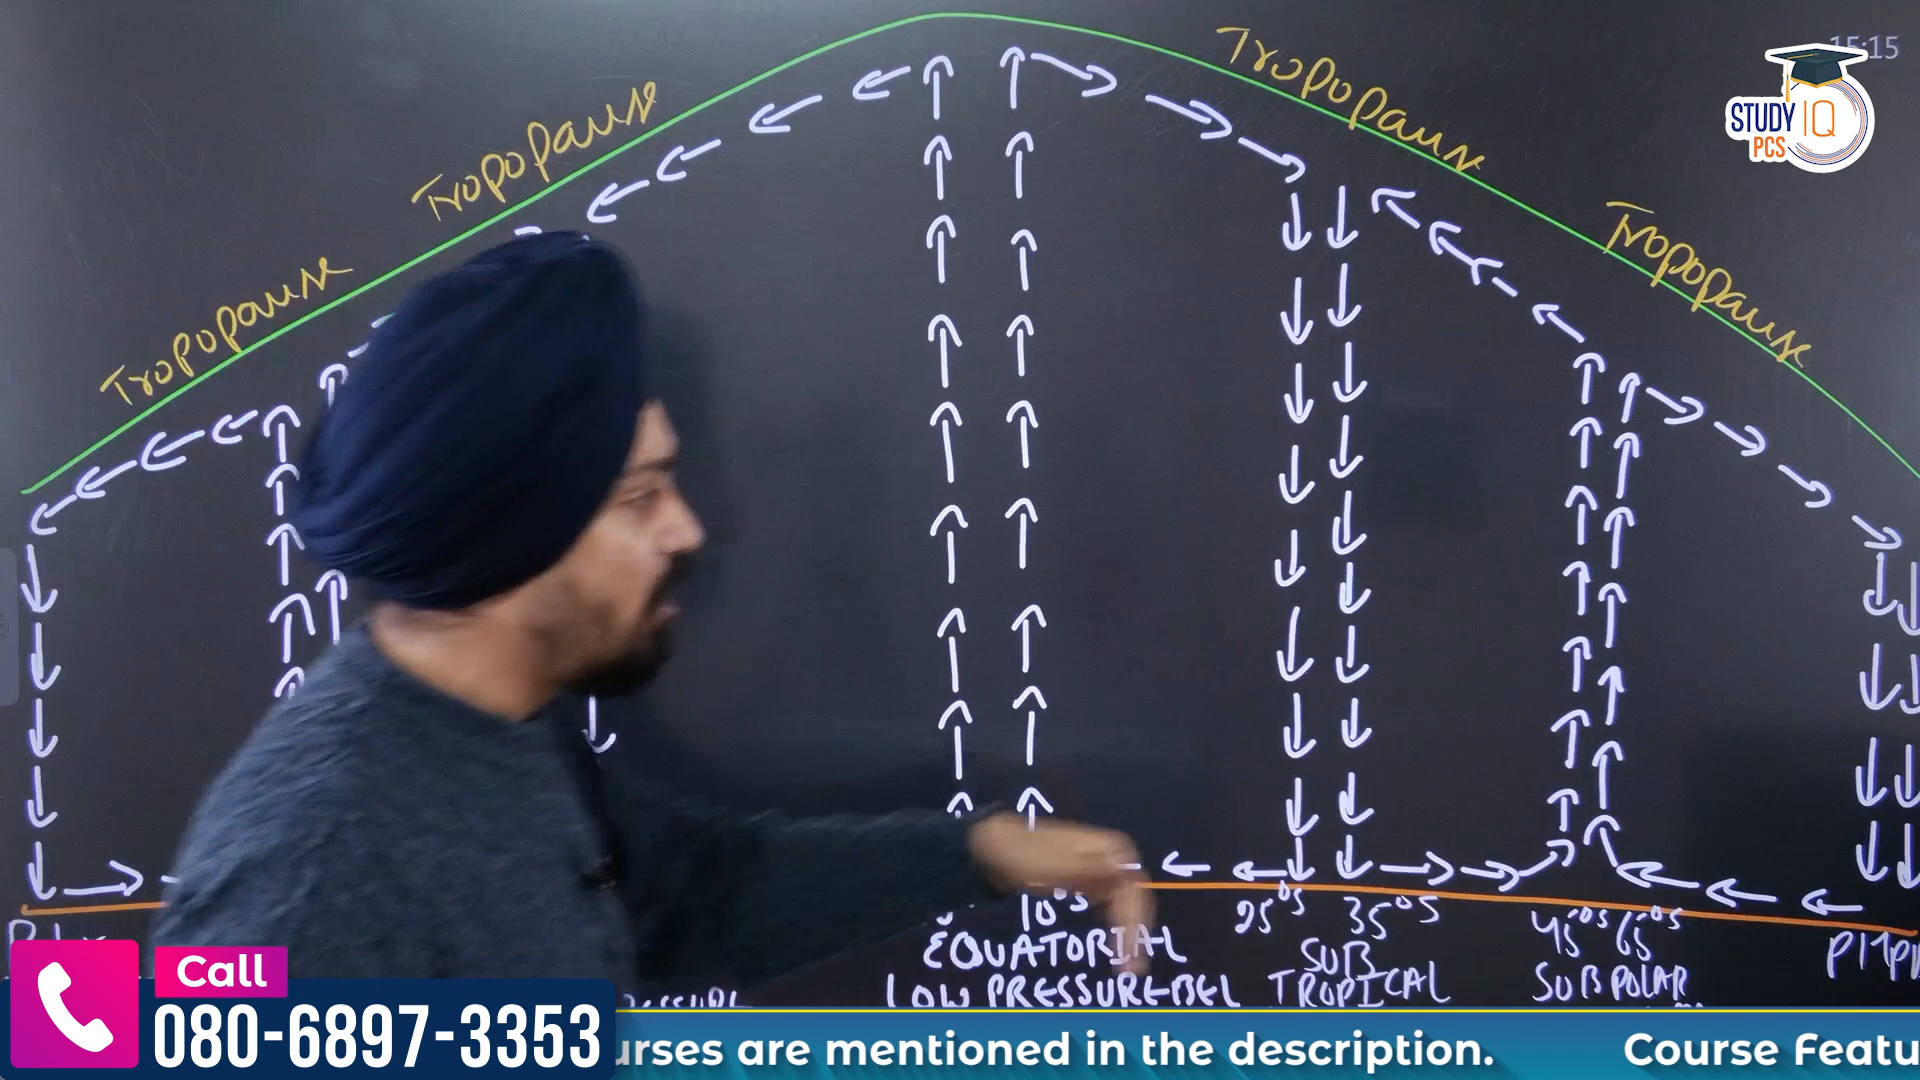 15:15
STUDY IQ
PCS
Tropopause
Tropopause
Tropopause
Tropopause
10°S
25°S
35°S
45°S
65°S
EQUATORIAL
LOW PRESSURE BEL
SUB
TROPICAL
SUB POLAR
Call
080-6897-3353
urses are mentioned in the description.
Course Featu